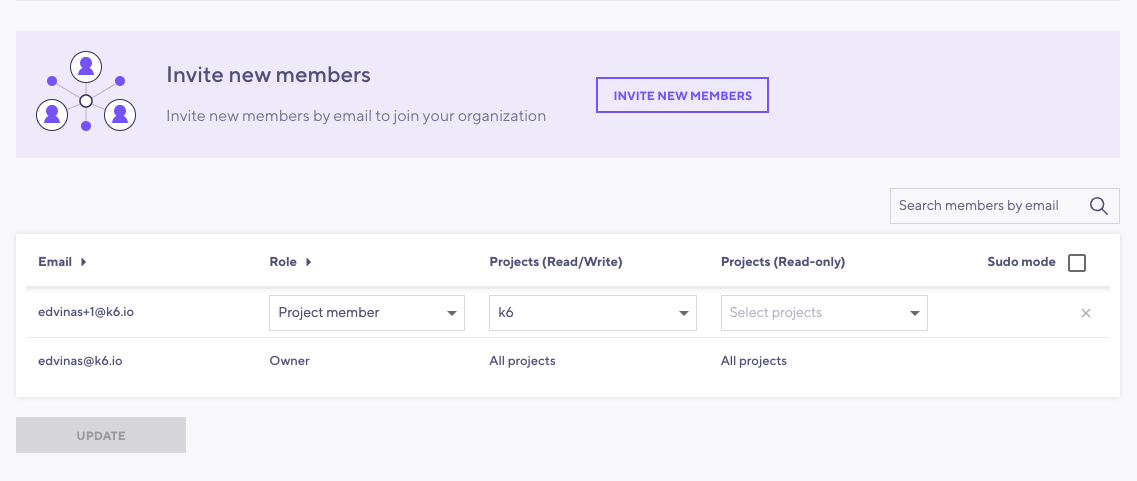 Invite new members
Invite new members by email to join your organization
INVITE NEW MEMBERS
Search members by email
Email Role Projects (Read/Write) Projects (Read-only) Sudo mode
edvinas+1@k6.io Project member k6 Select projects
edvinas@k6.io Owner All projects All projects
UPDATE